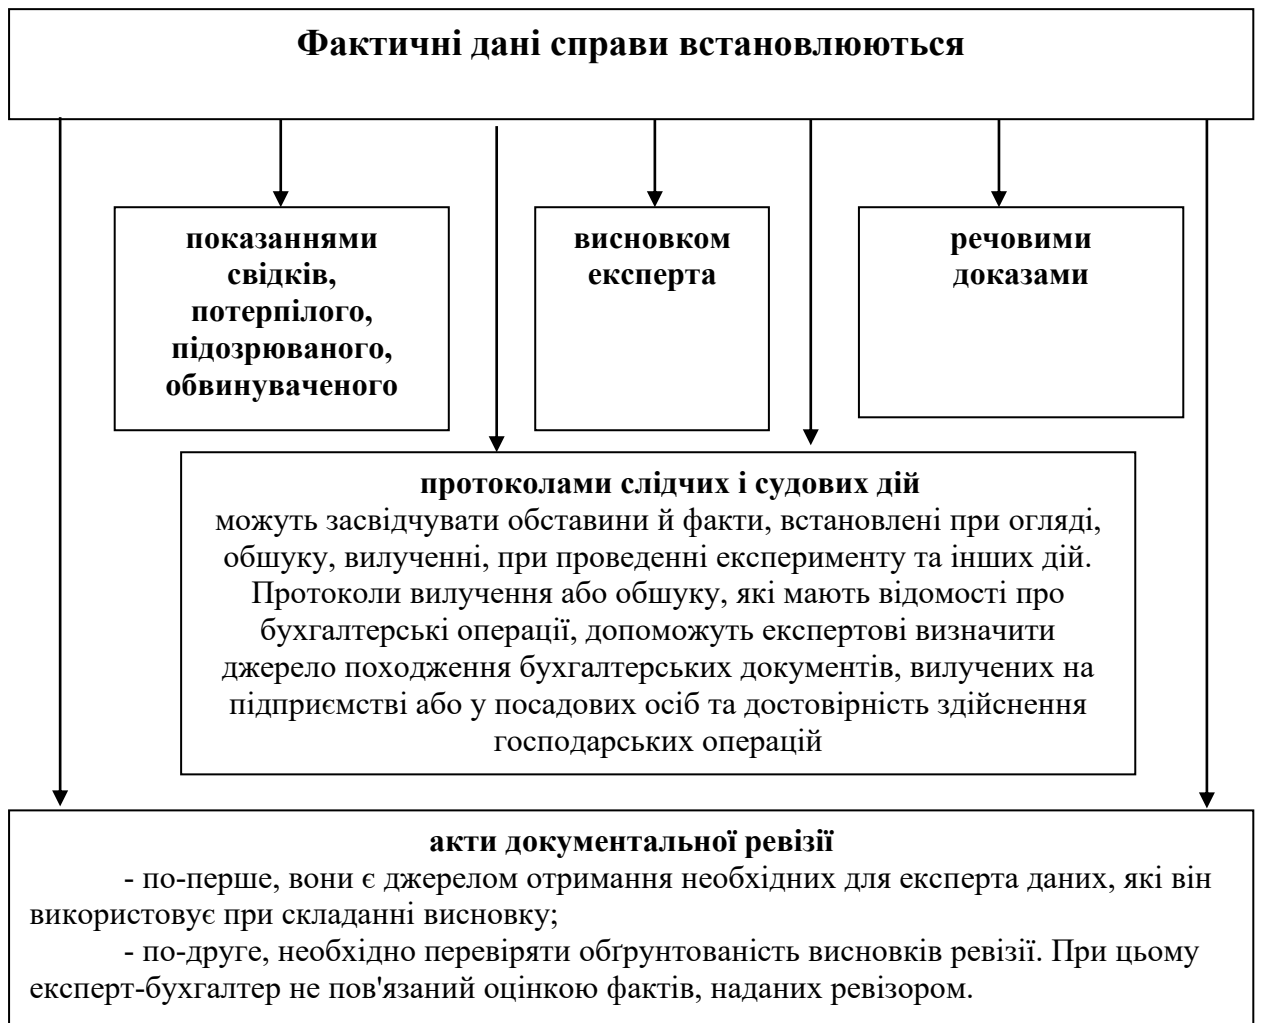 Фактичні дані справи встановлюються
показаннями
свідків,
потерпілого,
підозрюваного,
обвинуваченого
висновком
експерта
речовими
доказами
протоколами слідчих і судових дій
можуть засвідчувати обставини й факти, встановлені при огляді,
обшуку, вилученні, при проведенні експерименту та інших дій.
Протоколи вилучення або обшуку, які мають відомості про
бухгалтерські операції, допоможуть експертові визначити
джерело походження бухгалтерських документів, вилучених на
підприємстві або у посадових осіб та достовірність здійснення
господарських операцій
акти документальної ревізії
- по-перше, вони є джерелом отримання необхідних для експерта даних, які він
використовує при складанні висновку;
- по-друге, необхідно перевіряти обґрунтованість висновків ревізії. При цьому
експерт-бухгалтер не пов'язаний оцінкою фактів, наданих ревізором.